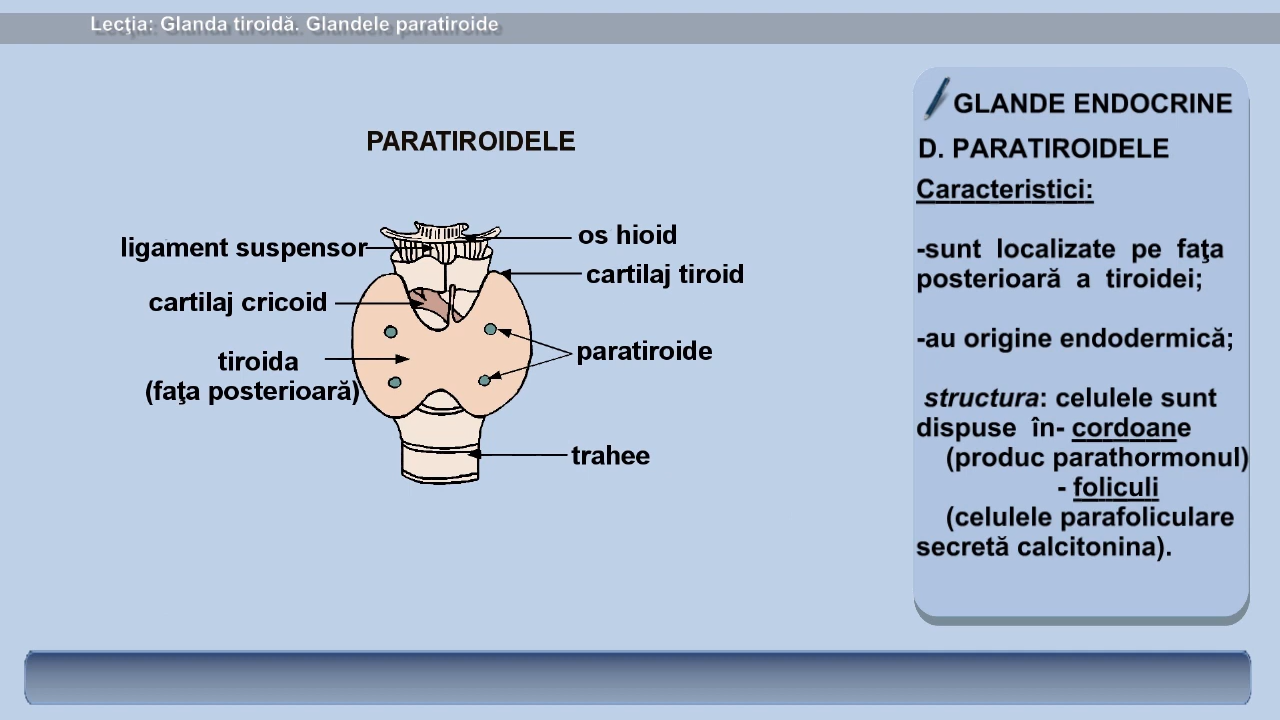 Lecţia: Glanda tiroidă. Glandele paratiroide
PARATIROIDELE
ligament suspensor
os hioid
cartilaj tiroid
cartilaj cricoid
tiroida
(faţa posterioară)
paratiroide
trahee
GLANDE ENDOCRINE
D. PARATIROIDELE
Caracteristici:
-sunt localizate pe faţa
posterioară a tiroidei;
-au origine endodermică;
structura: celulele sunt
dispuse în- cordoane
(produc parathormonul)
- foliculi
(celulele parafoliculare
secretă calcitonina).